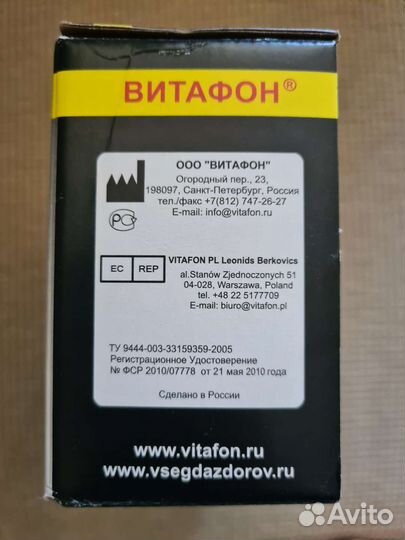 ВИТАФОН®
ООО "ВИТАФОН"
Огородный пер., 23,
198097, Санкт-Петербург, Россия
тел./факс +7(812) 747-26-27
E-mail: info@vitafon.ru
РС
EC REP
VITAFON PL Leonids Berkovics
al.Stanów Zjednoczonych 51
04-028, Warszawa, Poland
tel. +48 22 5177709
E-mail: biuro@vitafon.pl
ТУ 9444-003-33159359-2005
Регистрационное Удостоверение
№ ФСР 2010/07778 от 21 мая 2010 года
Сделано в России
www.vitafon.ru
www.vsegdazdorov.ru
Avito